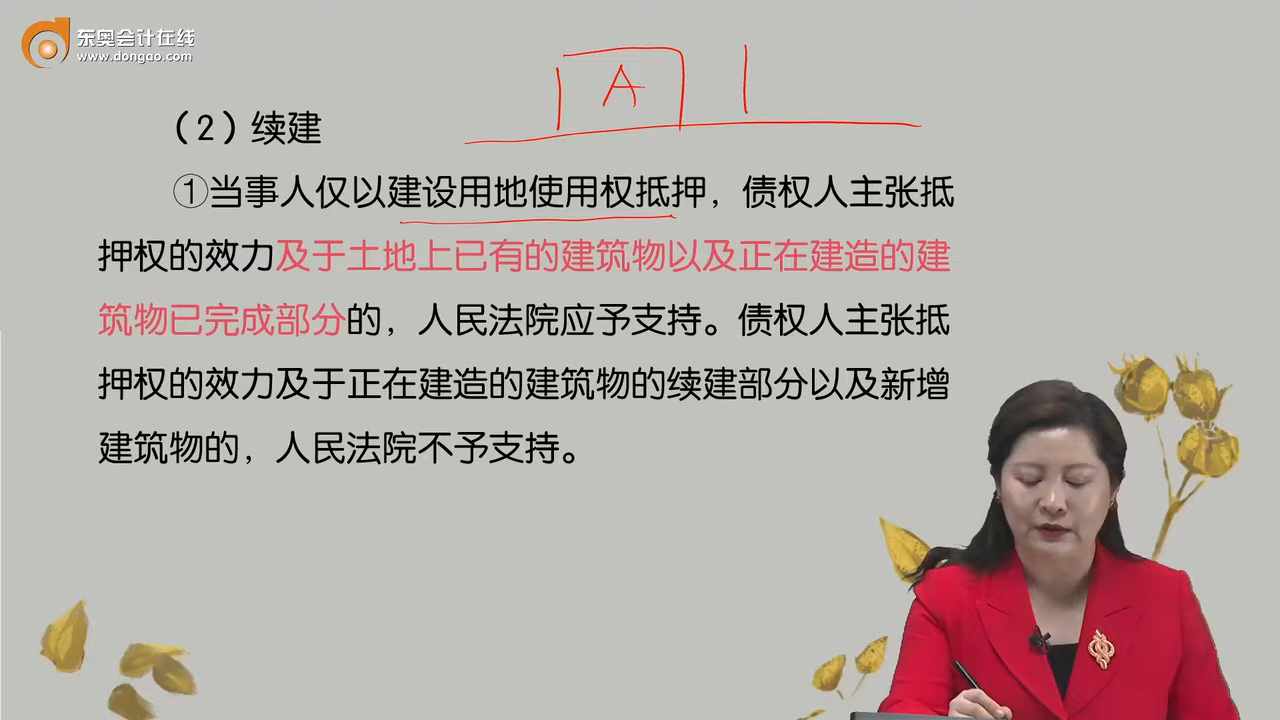 东奥会计在线
www.dongao.com
A
（2）续建
①当事人仅以建设用地使用权抵押，债权人主张抵
押权的效力及于土地上已有的建筑物以及正在建造的建
筑物已完成部分的，人民法院应予支持。债权人主张抵
押权的效力及于正在建造的建筑物的续建部分以及新增
建筑物的，人民法院不予支持。